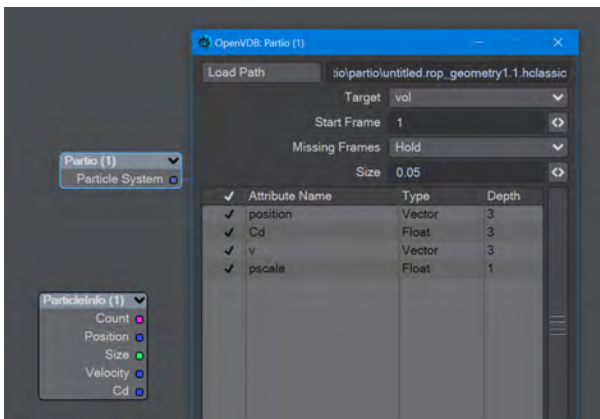 OpenVDB: Partio (1)
Load Path
tio\partio\untitled.rop_geometry1.1.hclassic
Target vol
Start Frame 1
Missing Frames Hold
Size 0.05
Attribute Name Type Depth
position Vector 3
Cd Float 3
v Vector 3
pscale Float 1
Partio (1)
Particle System
ParticleInfo (1)
Count
Position
Size
Velocity
Cd